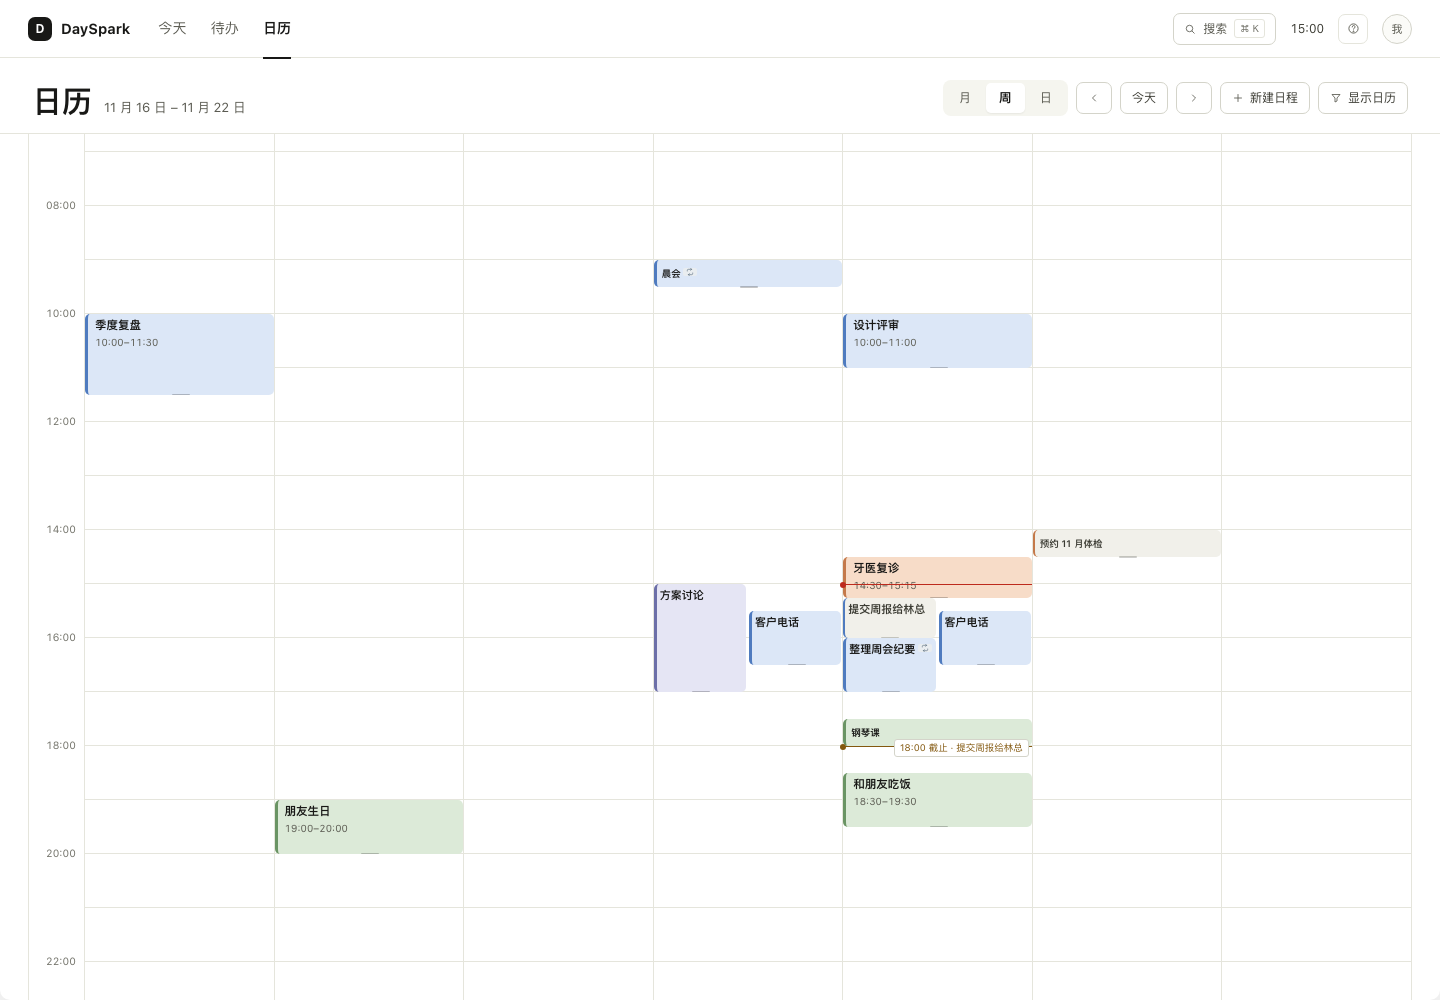 D DaySpark 今天 待办 日历 搜索 ⌘ K 15:00 我
日历 11 月 16 日 – 11 月 22 日 月 周 日 今天 新建日程 显示日历
08:00
晨会
10:00
季度复盘
10:00–11:30
设计评审
10:00–11:00
12:00
14:00
预约 11 月体检
牙医复诊
14:30–15:15
方案讨论
提交周报给林总
客户电话
客户电话
16:00
整理周会纪要
钢琴课
18:00
18:00 截止 · 提交周报给林总
和朋友吃饭
18:30–19:30
朋友生日
19:00–20:00
20:00
22:00